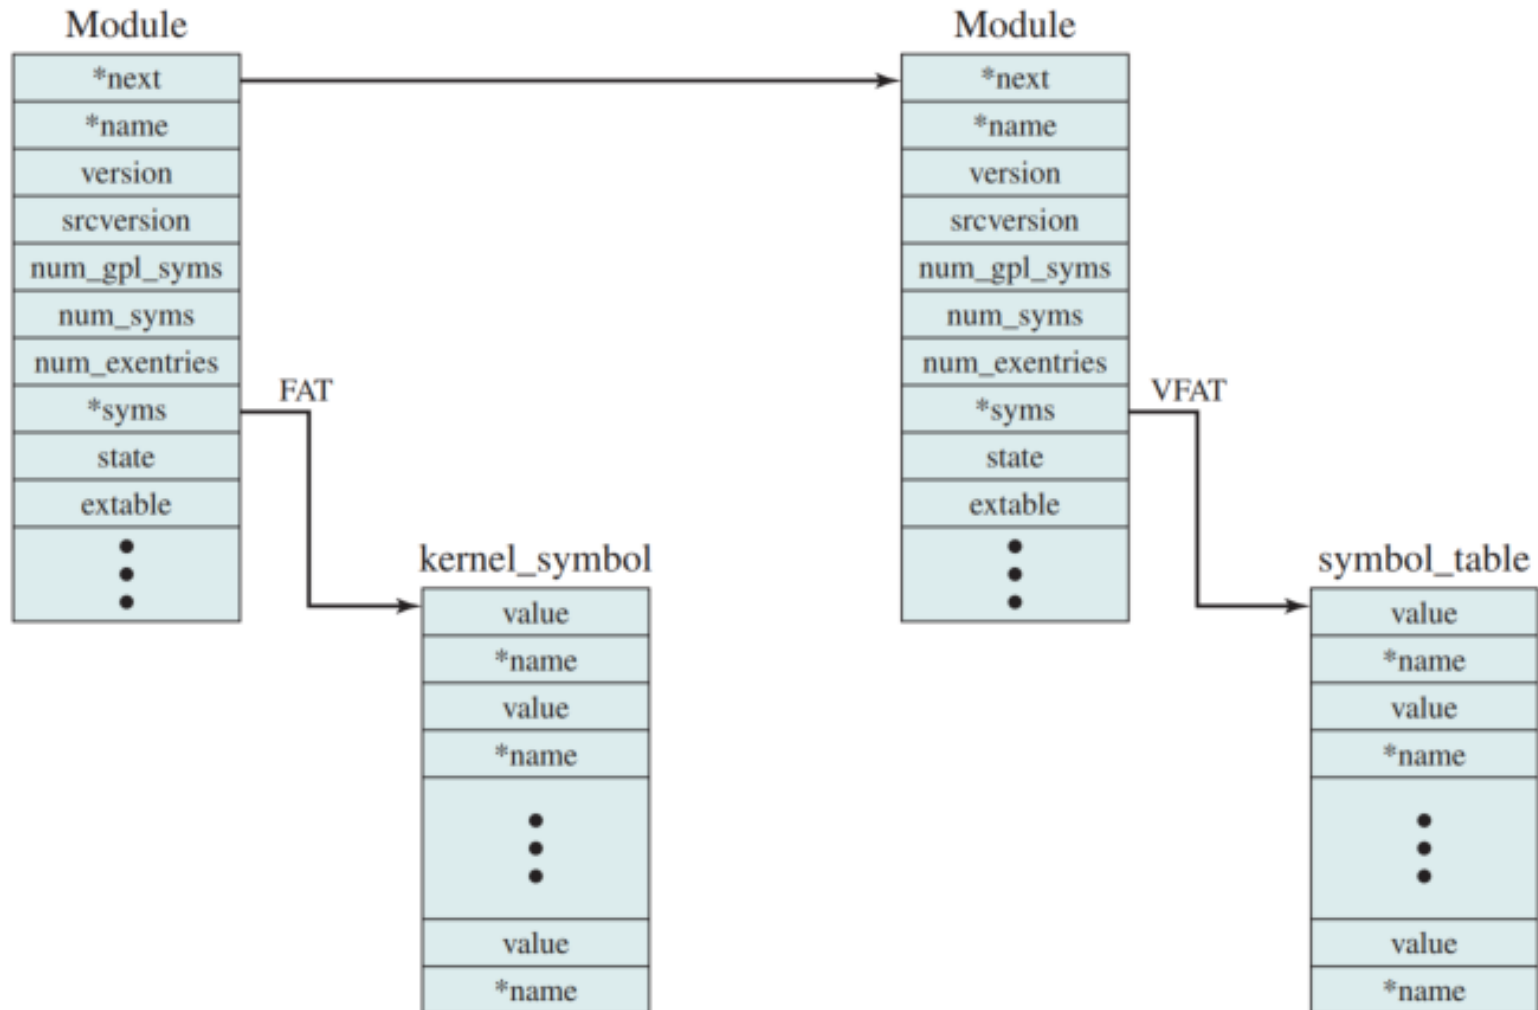 Module
*next
*name
version
srcversion
num_gpl_syms
num_syms
num_exentries
*syms
state
extable
FAT
kernel_symbol
value
*name
value
*name
value
*name
Module
*next
*name
version
srcversion
num_gpl_syms
num_syms
num_exentries
*syms
state
extable
VFAT
symbol_table
value
*name
value
*name
value
*name